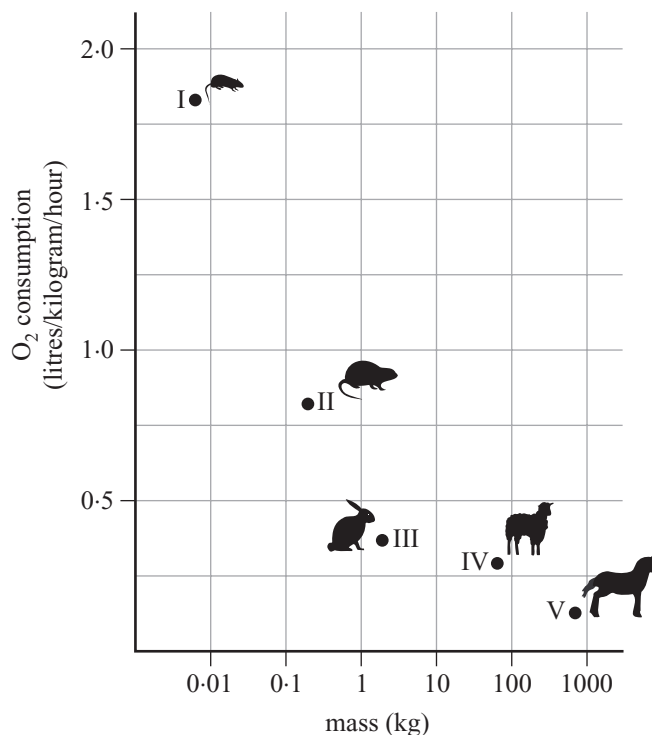 2·0
I
1·5
O₂ consumption
(litres/kilogram/hour)
1·0
II
0·5
III
IV
V
0·01 0·1 1 10 100 1000
mass (kg)